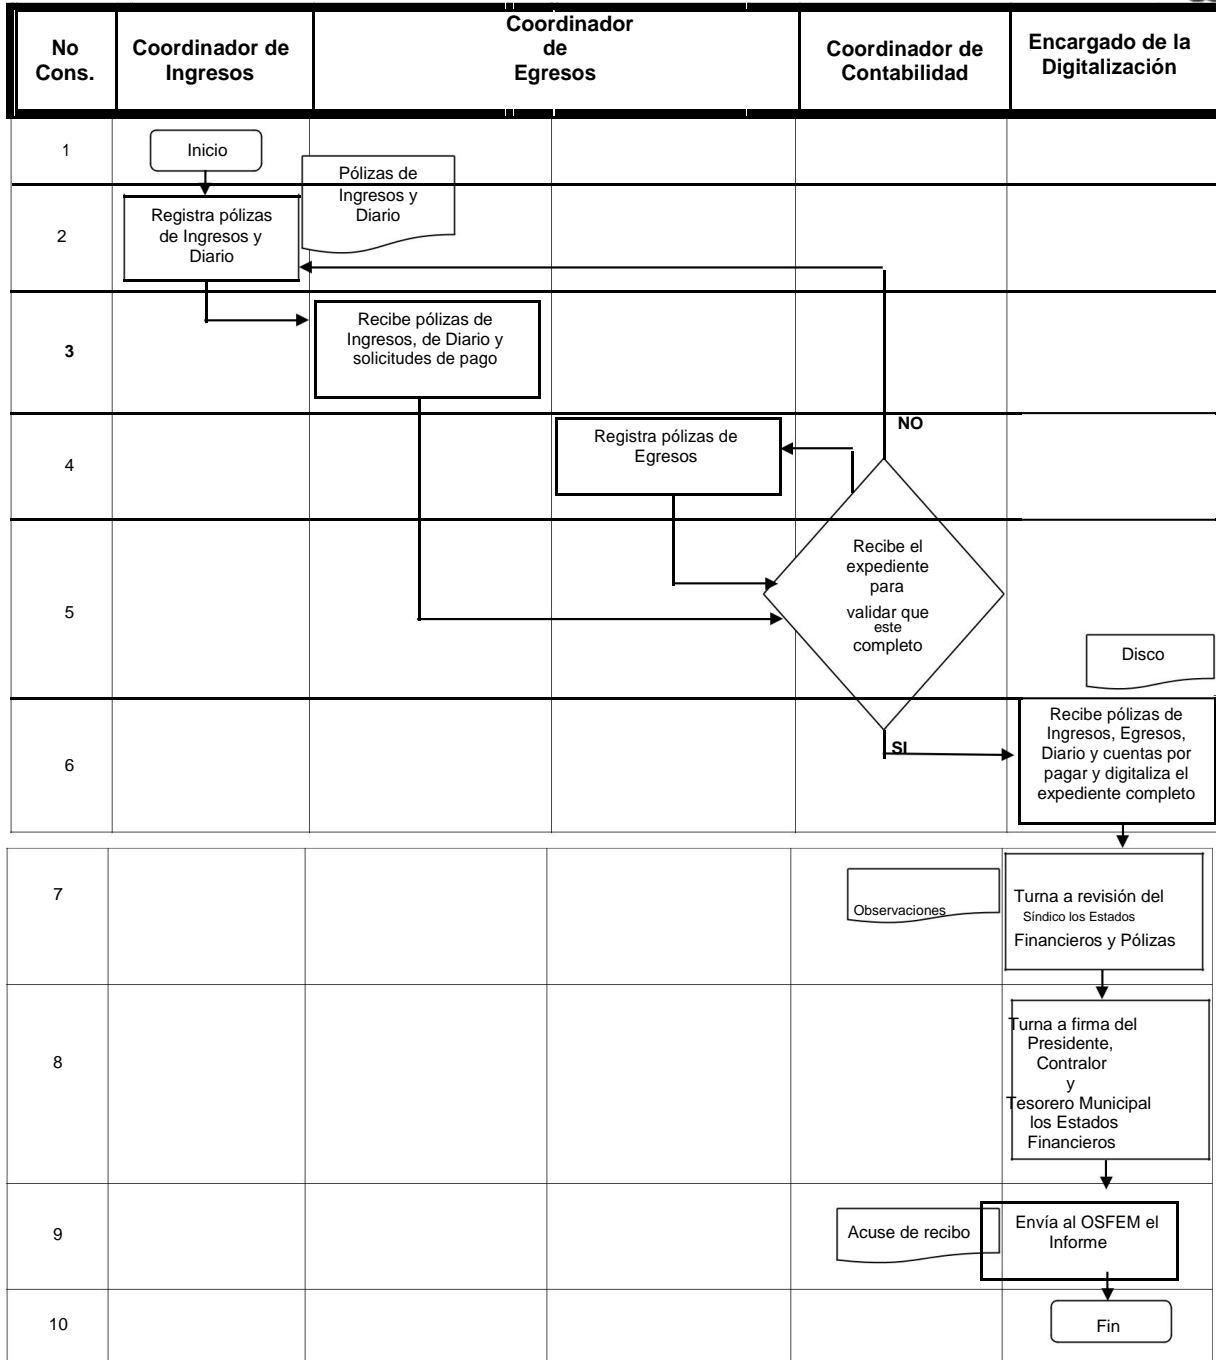 No
Cons.
Coordinador de
Ingresos
Coordinador
de
Egresos
Coordinador de
Contabilidad
Encargado de la
Digitalización
1
Inicio
Pólizas de
Ingresos y
Diario
2
Registra pólizas
de Ingresos y
Diario
3
Recibe pólizas de
Ingresos, de Diario y
solicitudes de pago
NO
4
Registra pólizas de
Egresos
5
Recibe el
expediente
para
validar que
este
completo
Disco
6
SI
Recibe pólizas de
Ingresos, Egresos,
Diario y cuentas por
pagar y digitaliza el
expediente completo
7
Observaciones
Turna a revisión del
Síndico los Estados
Financieros y Pólizas
8
Turna a firma del
Presidente,
Contralor
y
Tesorero Municipal
los Estados
Financieros
9
Acuse de recibo
Envía al OSFEM el
Informe
10
Fin